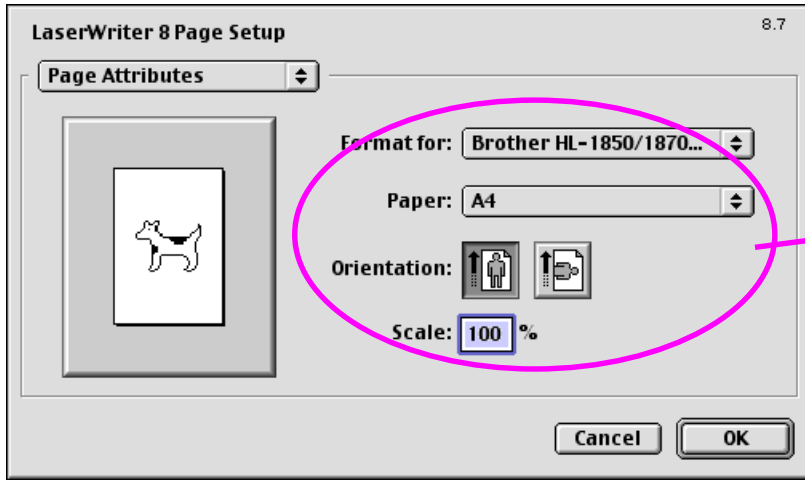 LaserWriter 8 Page Setup
8.7
Page Attributes
Format for: Brother HL-1850/1870...
Paper: A4
Orientation:
Scale: 100 %
Cancel OK